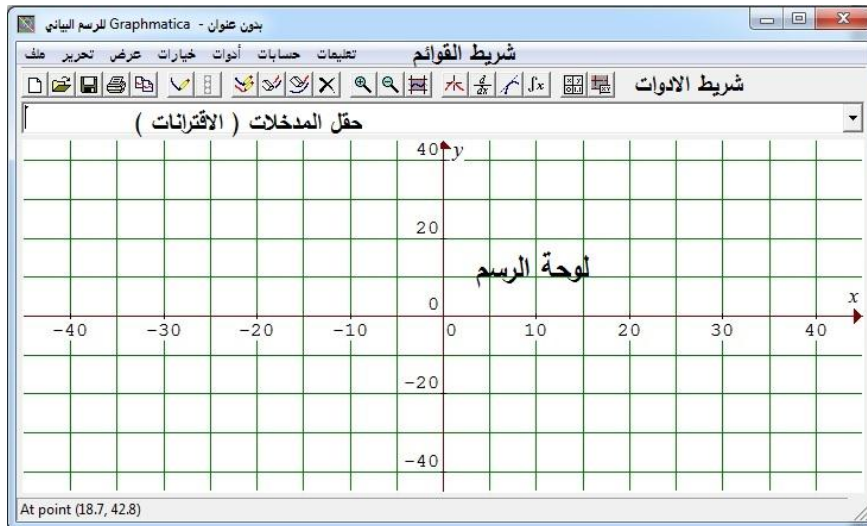 بدون عنوان - Graphmatica للرسم البياني
ملف تحرير عرض خيارات أدوات حسابات تعليمات شريط القوائم
شريط الادوات
حقل المدخلات ( الاقترانات )
40 y
20
لوحة الرسم
0 x
-40 -30 -20 -10 0 10 20 30 40
-20
-40
At point (18.7, 42.8)